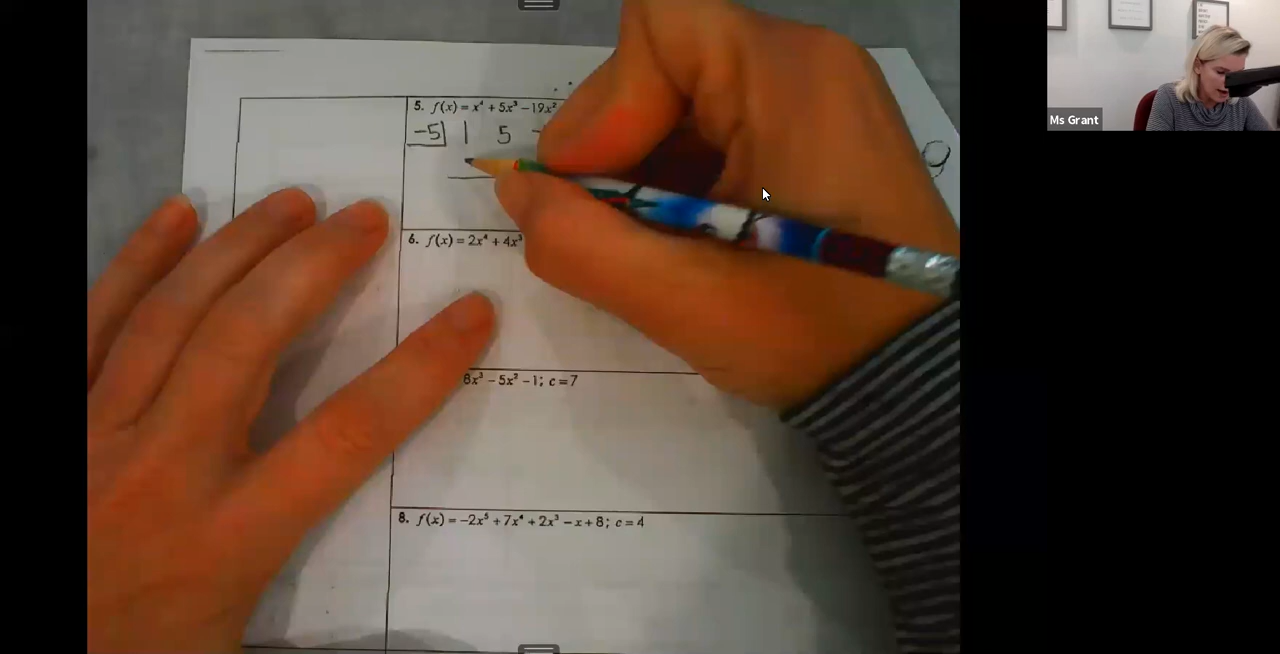 5. f(x) = x⁴ + 5x³ − 19x²
-5 1 5 -
9
6. f(x) = 2x⁴ + 4x³
8x³ − 5x² − 1; c = 7
8. f(x) = −2x⁵ + 7x⁴ + 2x³ − x + 8; c = 4
Ms Grant